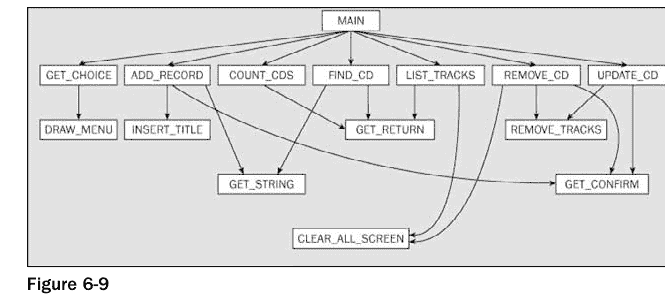 MAIN
GET_CHOICE ADD_RECORD COUNT_CDS FIND_CD LIST_TRACKS REMOVE_CD UPDATE_CD
DRAW_MENU INSERT_TITLE GET_RETURN REMOVE_TRACKS
GET_STRING GET_CONFIRM
CLEAR_ALL_SCREEN
Figure 6-9